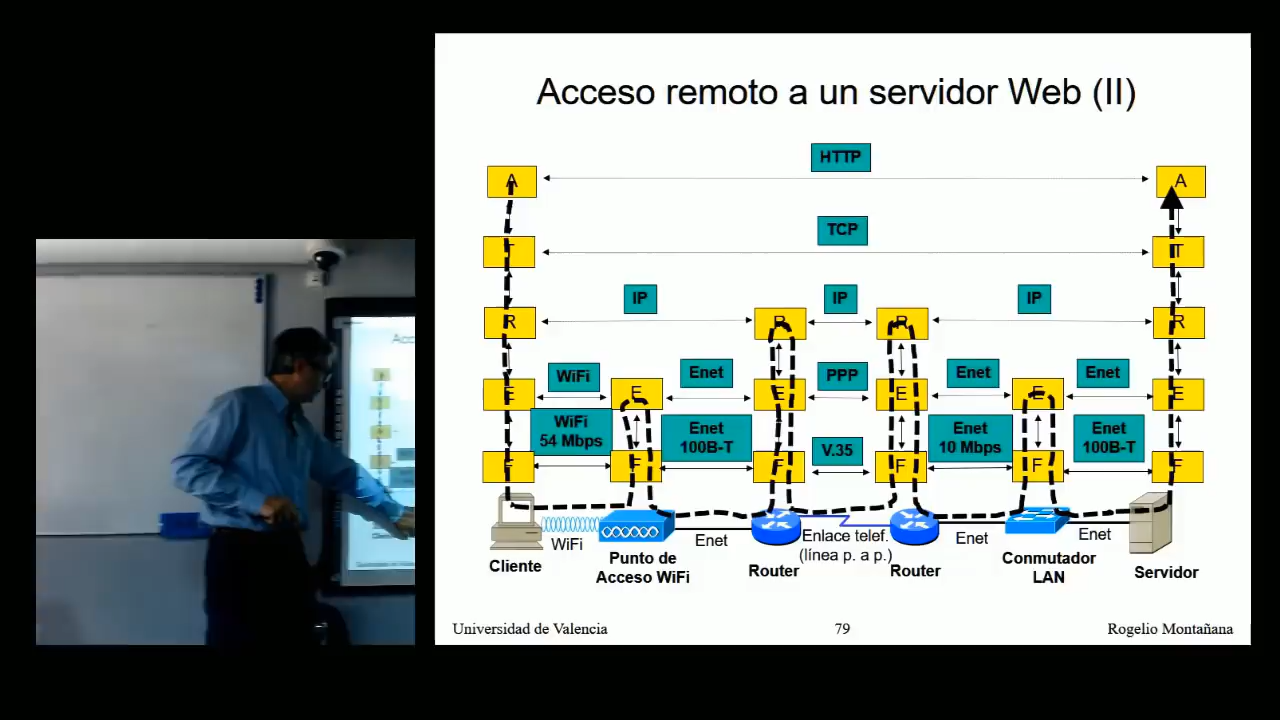 Acceso remoto a un servidor Web (II)
HTTP
A A
TCP
T T
IP IP IP
R R R R
WiFi Enet PPP Enet Enet
E E E E E E
WiFi
54 Mbps
Enet
100B-T
V.35
Enet
10 Mbps
Enet
100B-T
F F F F F F
WiFi
Enet
Enlace telef.
(línea p. a p.)
Enet
Enet
Cliente
Punto de
Acceso WiFi
Router
Router
Conmutador
LAN
Servidor
Universidad de Valencia 79 Rogelio Montañana